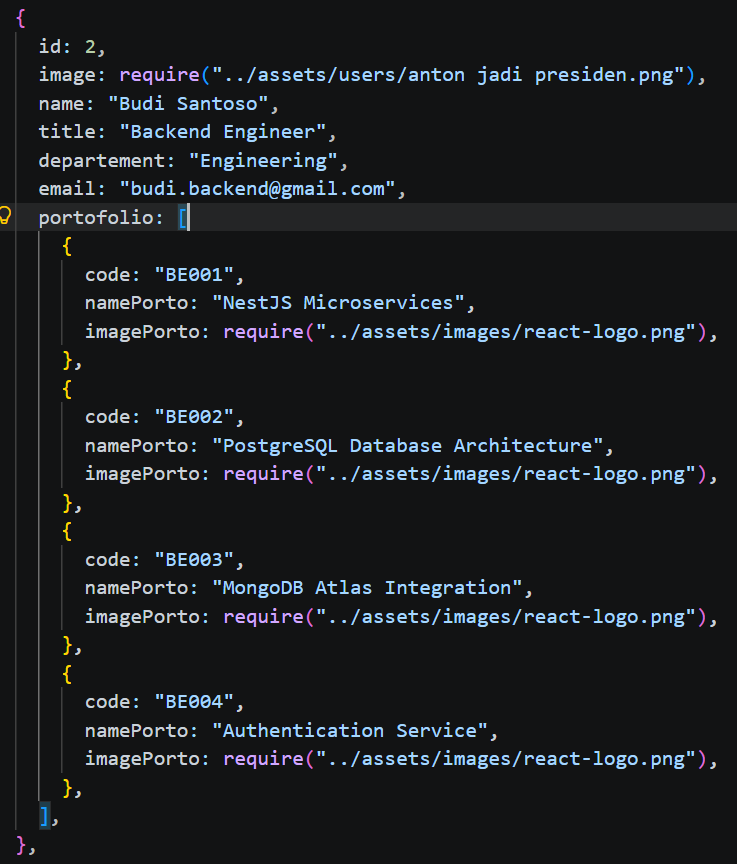 {
id: 2,
image: require("../assets/users/anton jadi presiden.png"),
name: "Budi Santoso",
title: "Backend Engineer",
departement: "Engineering",
email: "budi.backend@gmail.com",
portofolio: [
{
code: "BE001",
namePorto: "NestJS Microservices",
imagePorto: require("../assets/images/react-logo.png"),
},
{
code: "BE002",
namePorto: "PostgreSQL Database Architecture",
imagePorto: require("../assets/images/react-logo.png"),
},
{
code: "BE003",
namePorto: "MongoDB Atlas Integration",
imagePorto: require("../assets/images/react-logo.png"),
},
{
code: "BE004",
namePorto: "Authentication Service",
imagePorto: require("../assets/images/react-logo.png"),
},
],
},